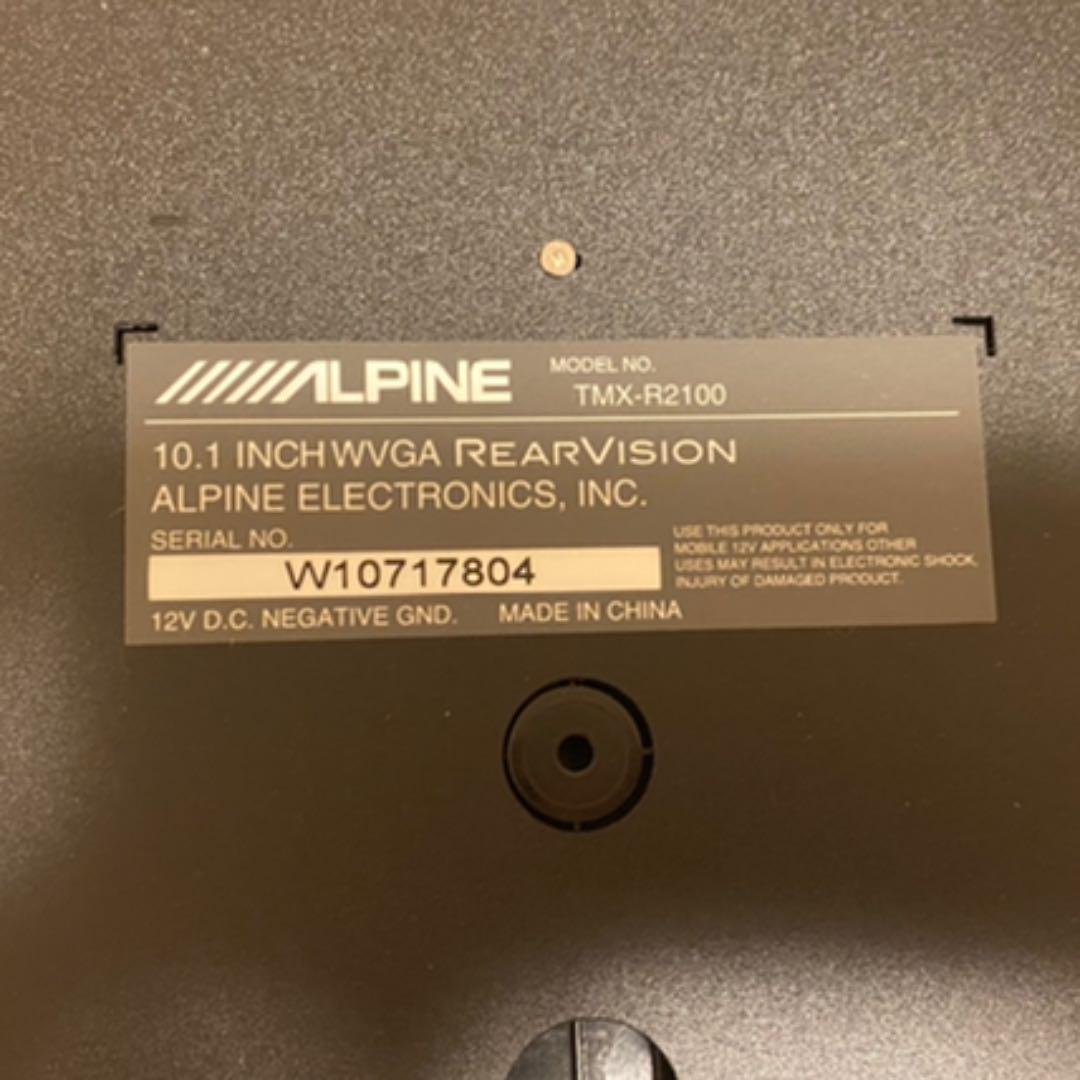 ALPINE
MODEL NO.
TMX-R2100
10.1 INCH WVGA REARVISION
ALPINE ELECTRONICS, INC.
SERIAL NO.
W10717804
USE THIS PRODUCT ONLY FOR
MOBILE 12V APPLICATIONS OTHER
USES MAY RESULT IN ELECTRONIC SHOCK,
INJURY OF DAMAGED PRODUCT.
12V D.C. NEGATIVE GND. MADE IN CHINA